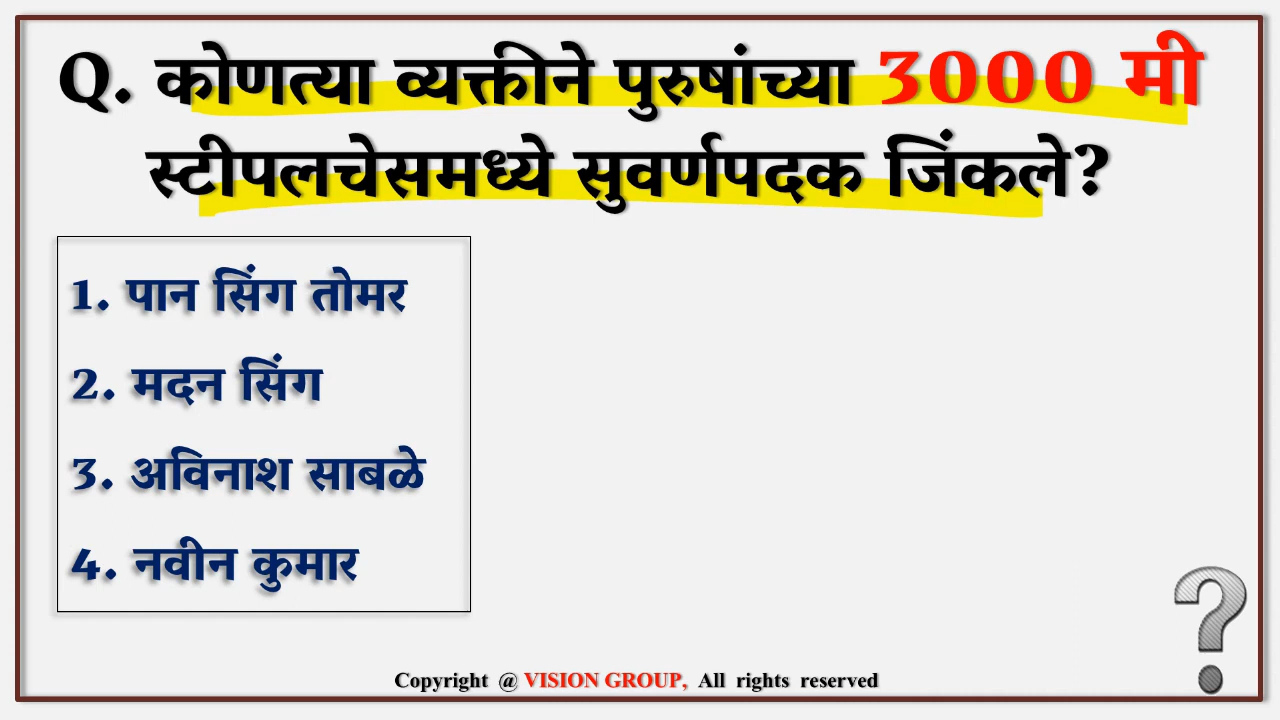 Q. कोणत्या व्यक्तीने पुरुषांच्या 3000 मी
स्टीपलचेसमध्ये सुवर्णपदक जिंकले?
1. पान सिंग तोमर
2. मदन सिंग
3. अविनाश साबळे
4. नवीन कुमार
Copyright @ VISION GROUP, All rights reserved